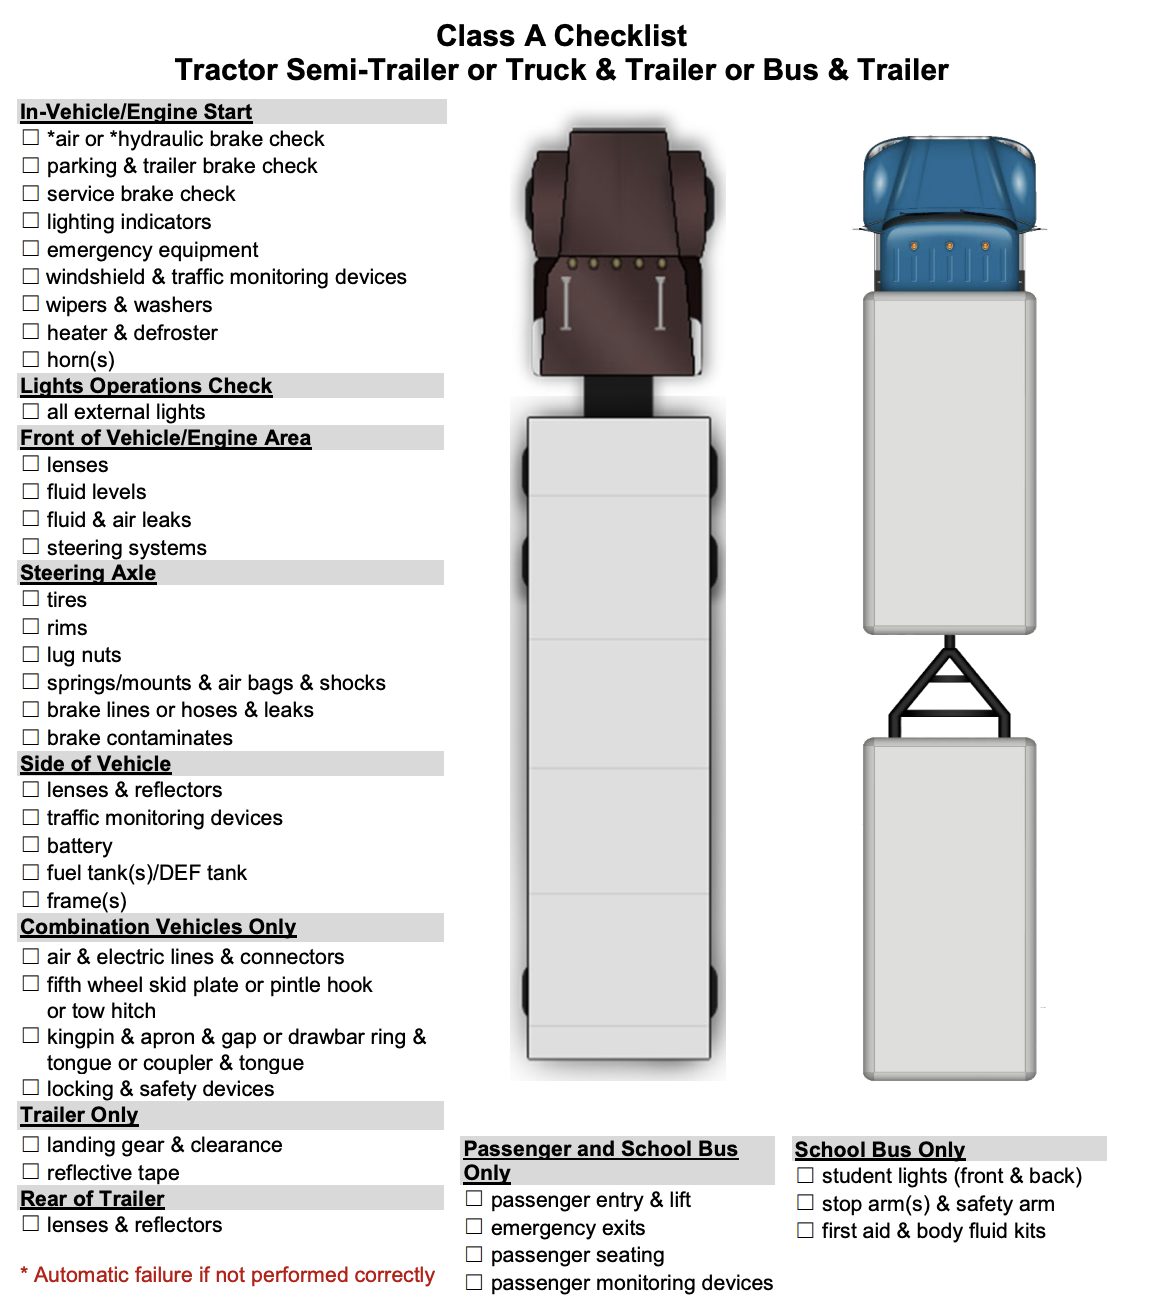 Class A Checklist
Tractor Semi-Trailer or Truck & Trailer or Bus & Trailer
In-Vehicle/Engine Start
☐ *air or *hydraulic brake check
☐ parking & trailer brake check
☐ service brake check
☐ lighting indicators
☐ emergency equipment
☐ windshield & traffic monitoring devices
☐ wipers & washers
☐ heater & defroster
☐ horn(s)
Lights Operations Check
☐ all external lights
Front of Vehicle/Engine Area
☐ lenses
☐ fluid levels
☐ fluid & air leaks
☐ steering systems
Steering Axle
☐ tires
☐ rims
☐ lug nuts
☐ springs/mounts & air bags & shocks
☐ brake lines or hoses & leaks
☐ brake contaminates
Side of Vehicle
☐ lenses & reflectors
☐ traffic monitoring devices
☐ battery
☐ fuel tank(s)/DEF tank
☐ frame(s)
Combination Vehicles Only
☐ air & electric lines & connectors
☐ fifth wheel skid plate or pintle hook
or tow hitch
☐ kingpin & apron & gap or drawbar ring &
tongue or coupler & tongue
☐ locking & safety devices
Trailer Only
☐ landing gear & clearance
☐ reflective tape
Rear of Trailer
☐ lenses & reflectors
* Automatic failure if not performed correctly
Passenger and School Bus
Only
☐ passenger entry & lift
☐ emergency exits
☐ passenger seating
☐ passenger monitoring devices
School Bus Only
☐ student lights (front & back)
☐ stop arm(s) & safety arm
☐ first aid & body fluid kits